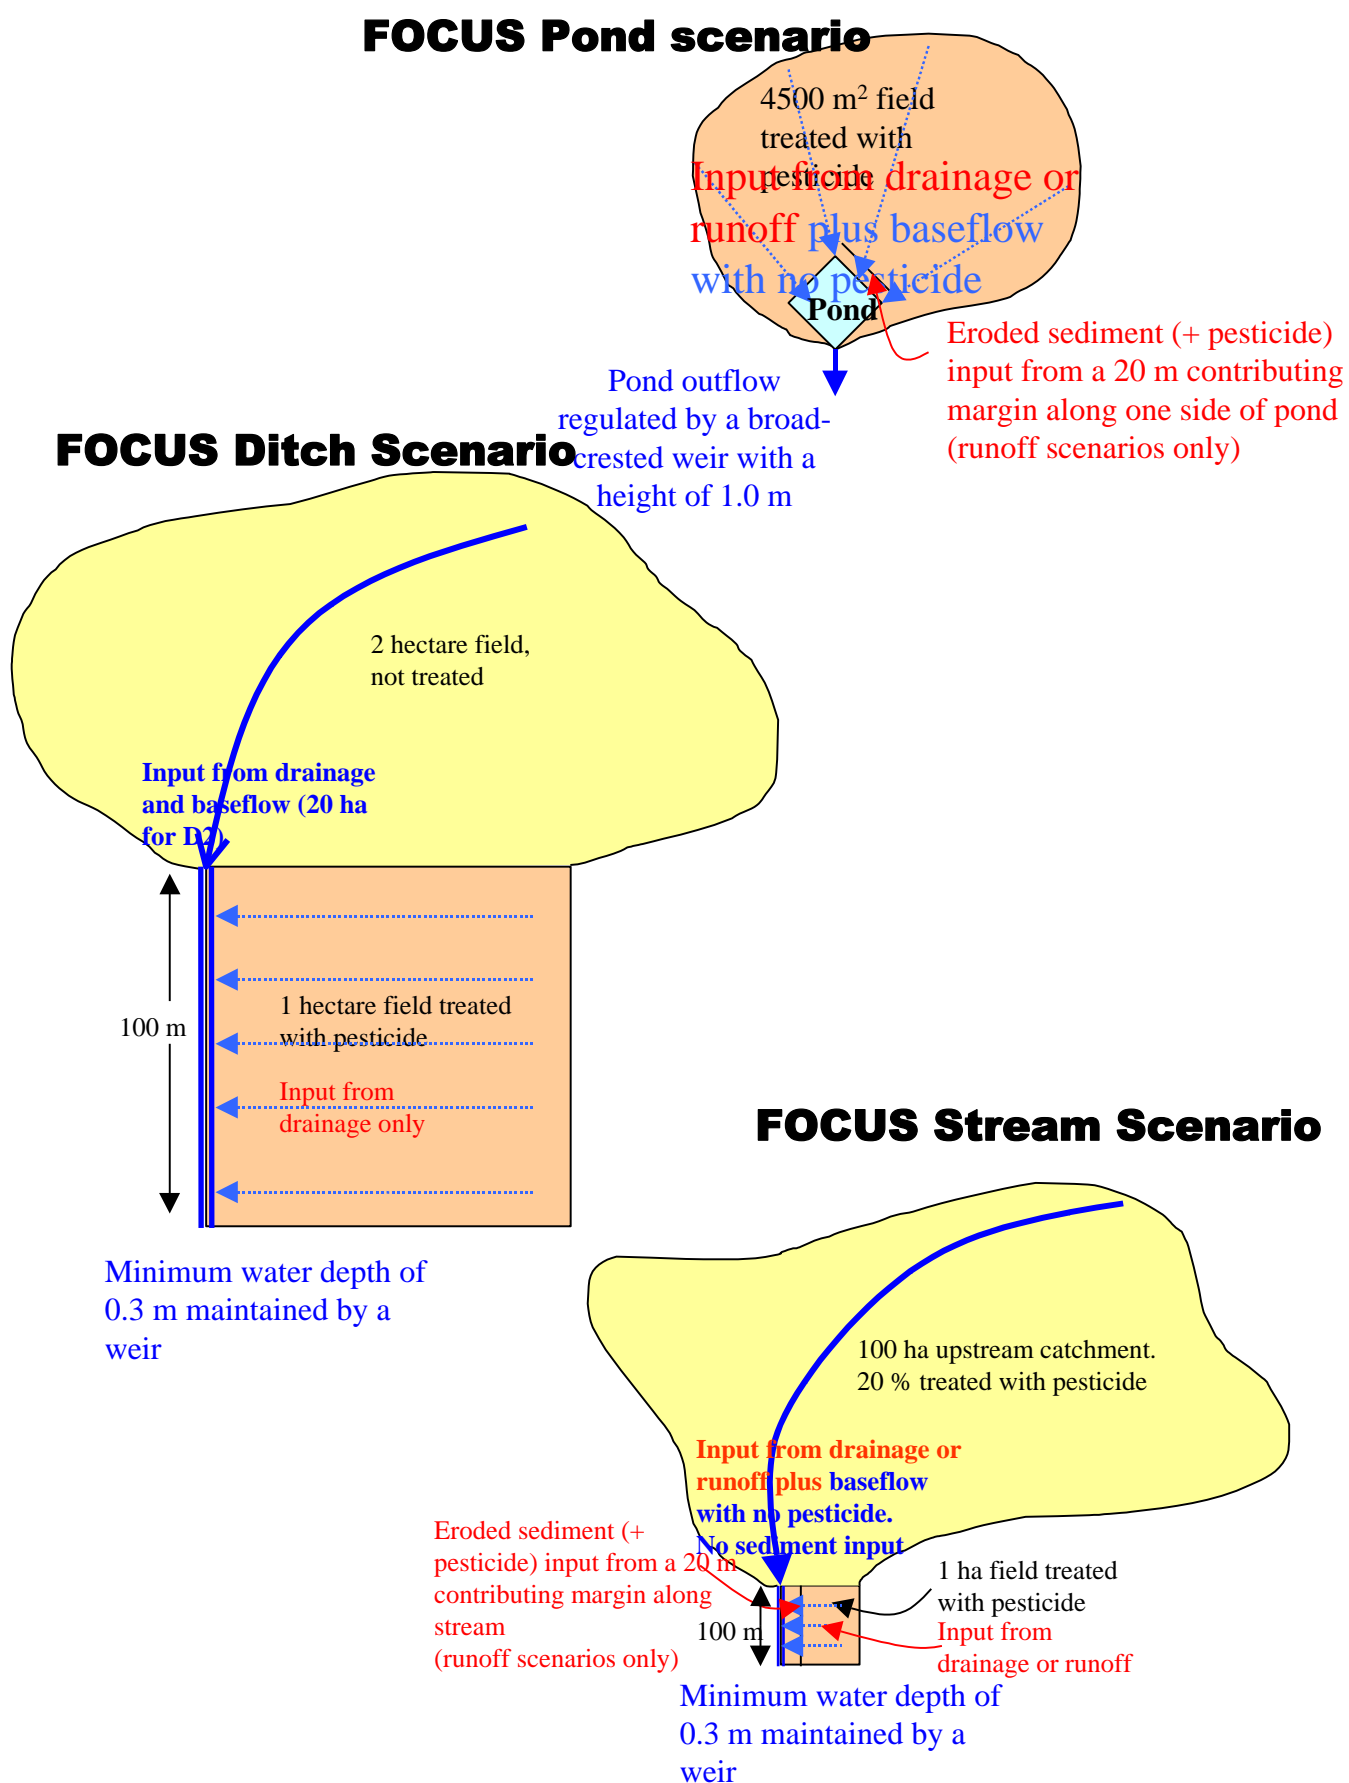 FOCUS Pond scenario
4500 m² field
treated with
pesticide
Input from drainage or
runoff plus baseflow
with no pesticide
Pond
Eroded sediment (+ pesticide)
input from a 20 m contributing
margin along one side of pond
(runoff scenarios only)
Pond outflow
regulated by a broad-
crested weir with a
height of 1.0 m
FOCUS Ditch Scenario
2 hectare field,
not treated
Input from drainage
and baseflow (20 ha
for D2)
100 m
1 hectare field treated
with pesticide
Input from
drainage only
Minimum water depth of
0.3 m maintained by a
weir
FOCUS Stream Scenario
100 ha upstream catchment.
20 % treated with pesticide
Input from drainage or
runoff plus baseflow
with no pesticide.
No sediment input
Eroded sediment (+
pesticide) input from a 20 m
contributing margin along
stream
(runoff scenarios only)
100 m
1 ha field treated
with pesticide
Input from
drainage or runoff
Minimum water depth of
0.3 m maintained by a
weir